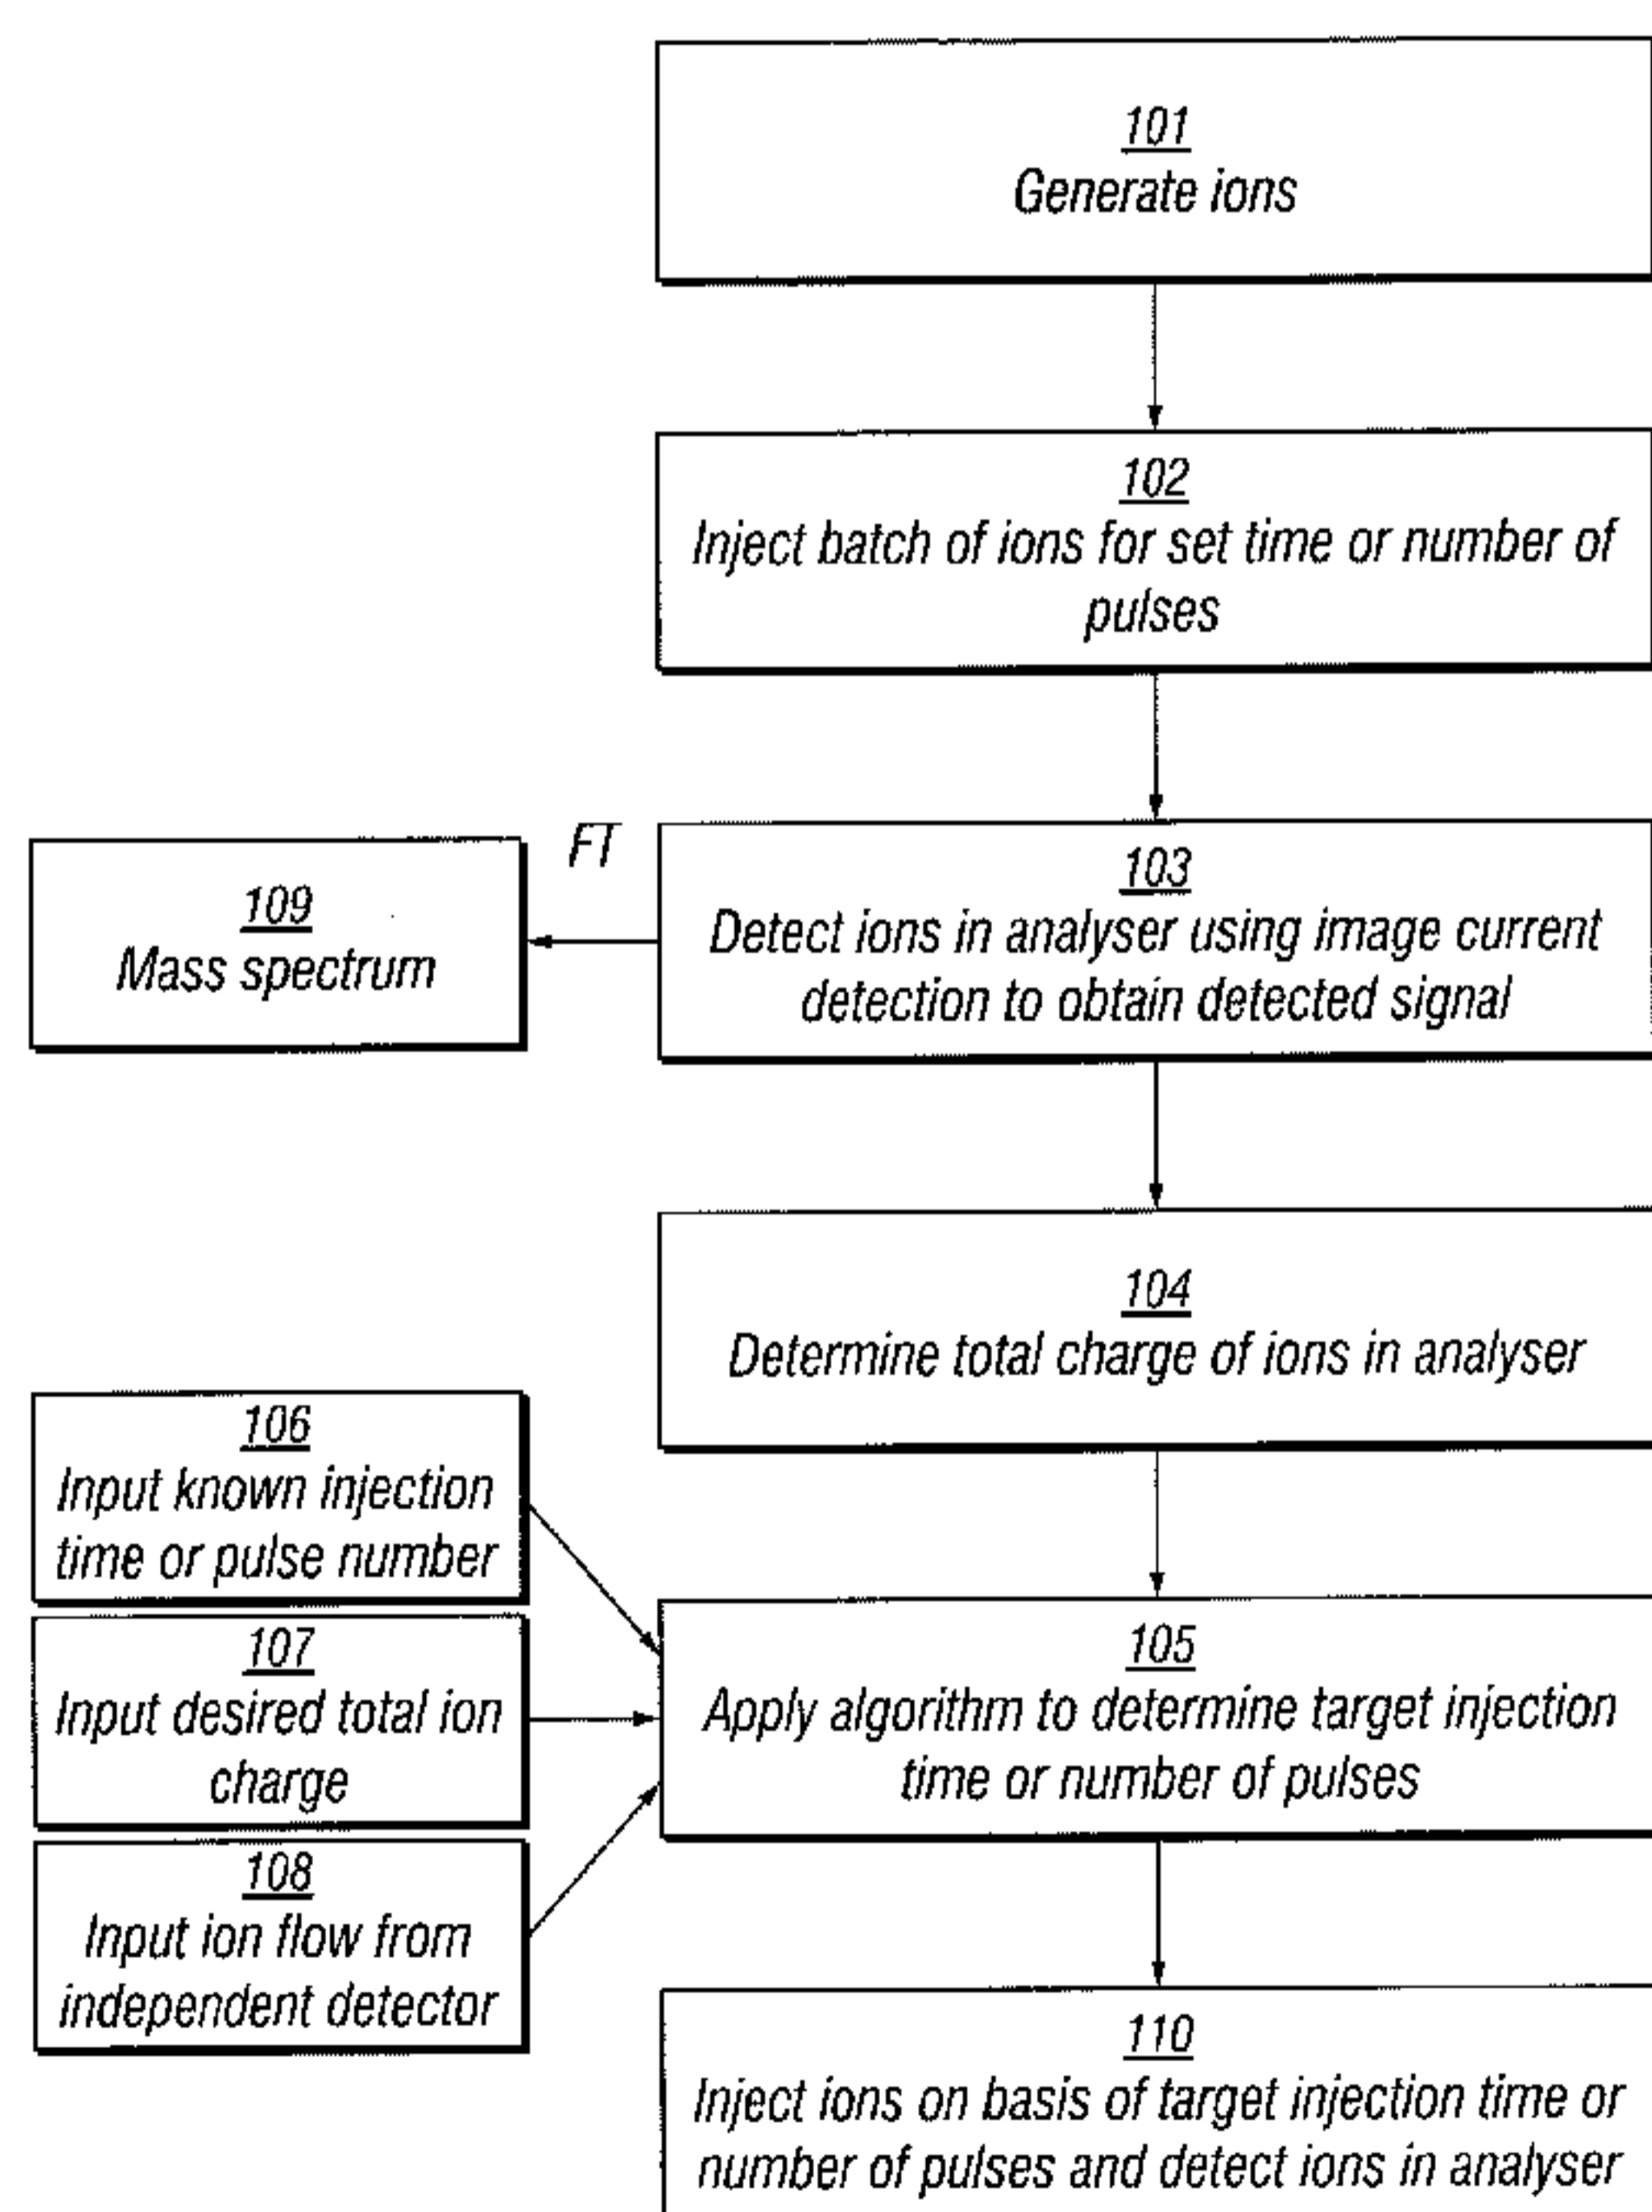 101
Generate ions
102
Inject batch of ions for set time or number of
pulses
FT
103
Detect ions in analyser using image current
detection to obtain detected signal
109
Mass spectrum
104
Determine total charge of ions in analyser
106
Input known injection
time or pulse number
107
Input desired total ion
charge
108
Input ion flow from
independent detector
105
Apply algorithm to determine target injection
time or number of pulses
110
Inject ions on basis of target injection time or
number of pulses and detect ions in analyser